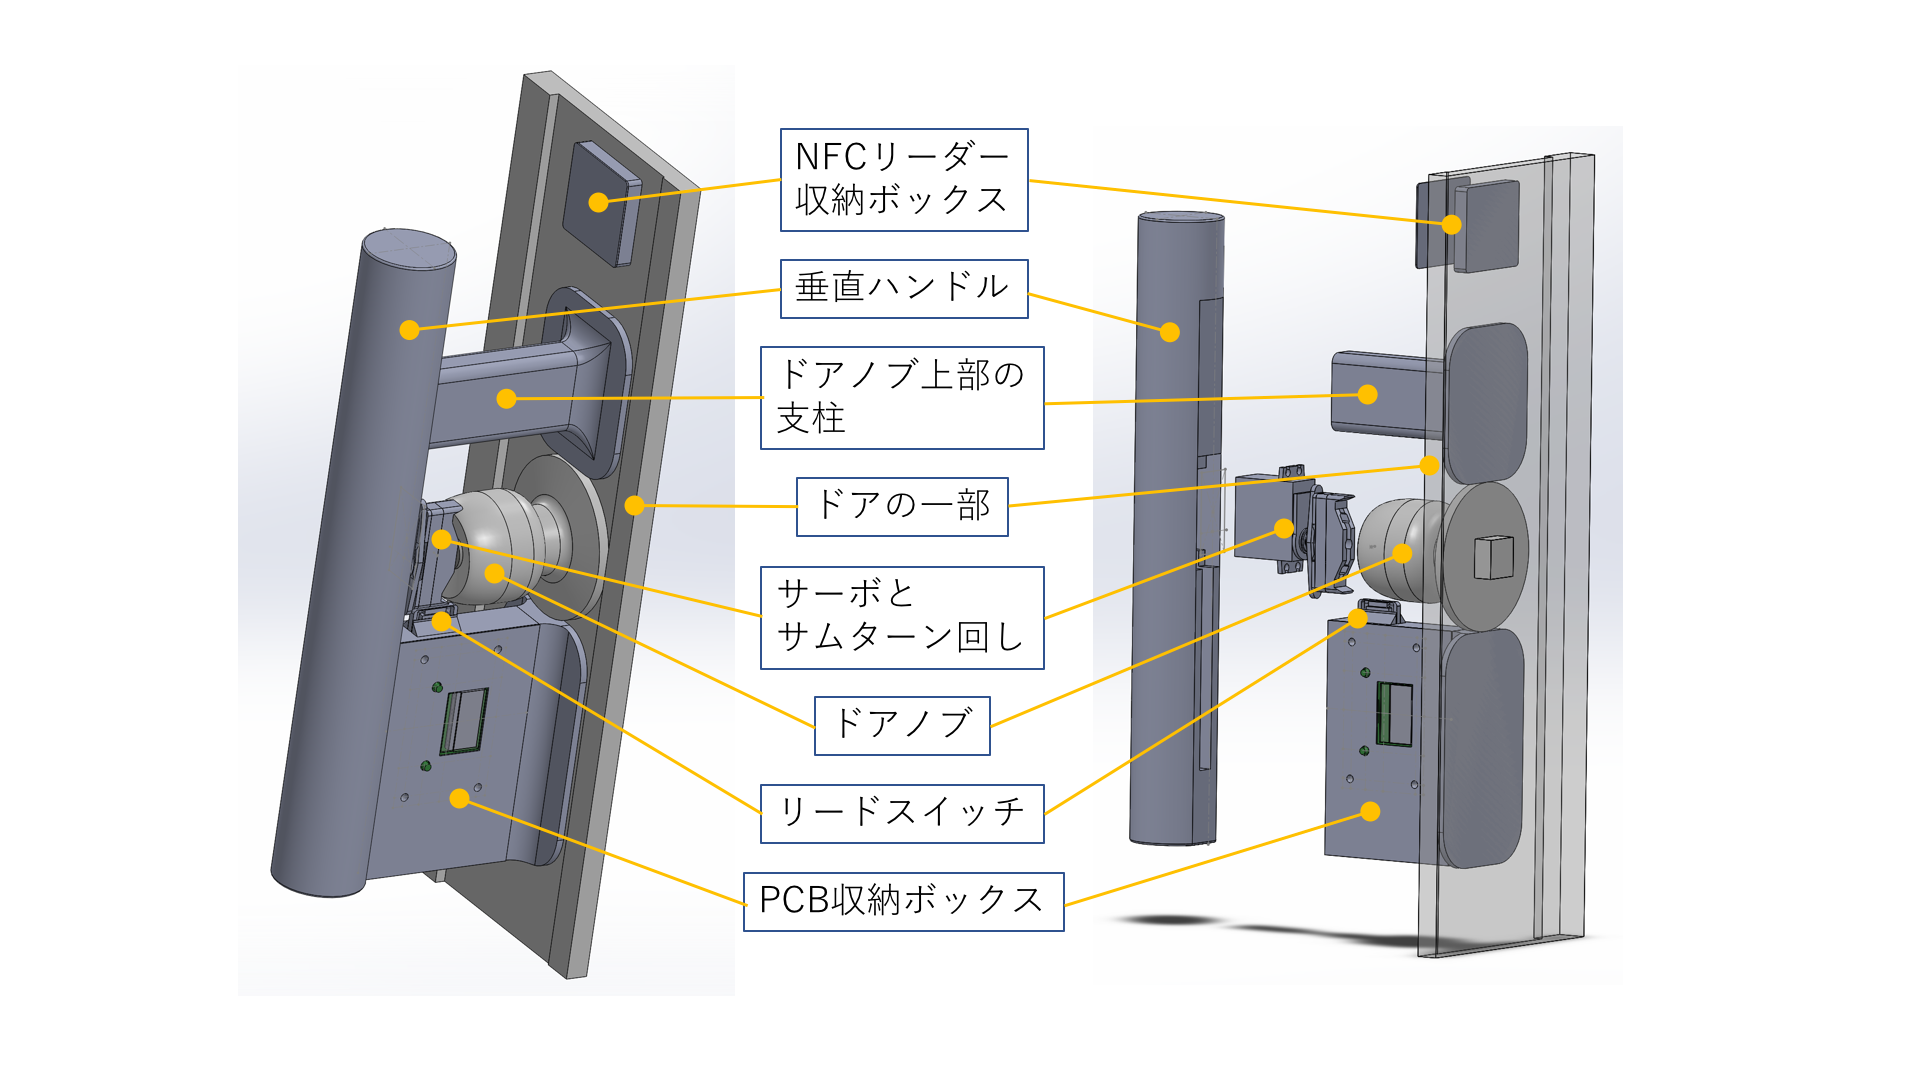 NFCリーダー
収納ボックス
垂直ハンドル
ドアノブ上部の
支柱
ドアの一部
サーボと
サムターン回し
ドアノブ
リードスイッチ
PCB収納ボックス